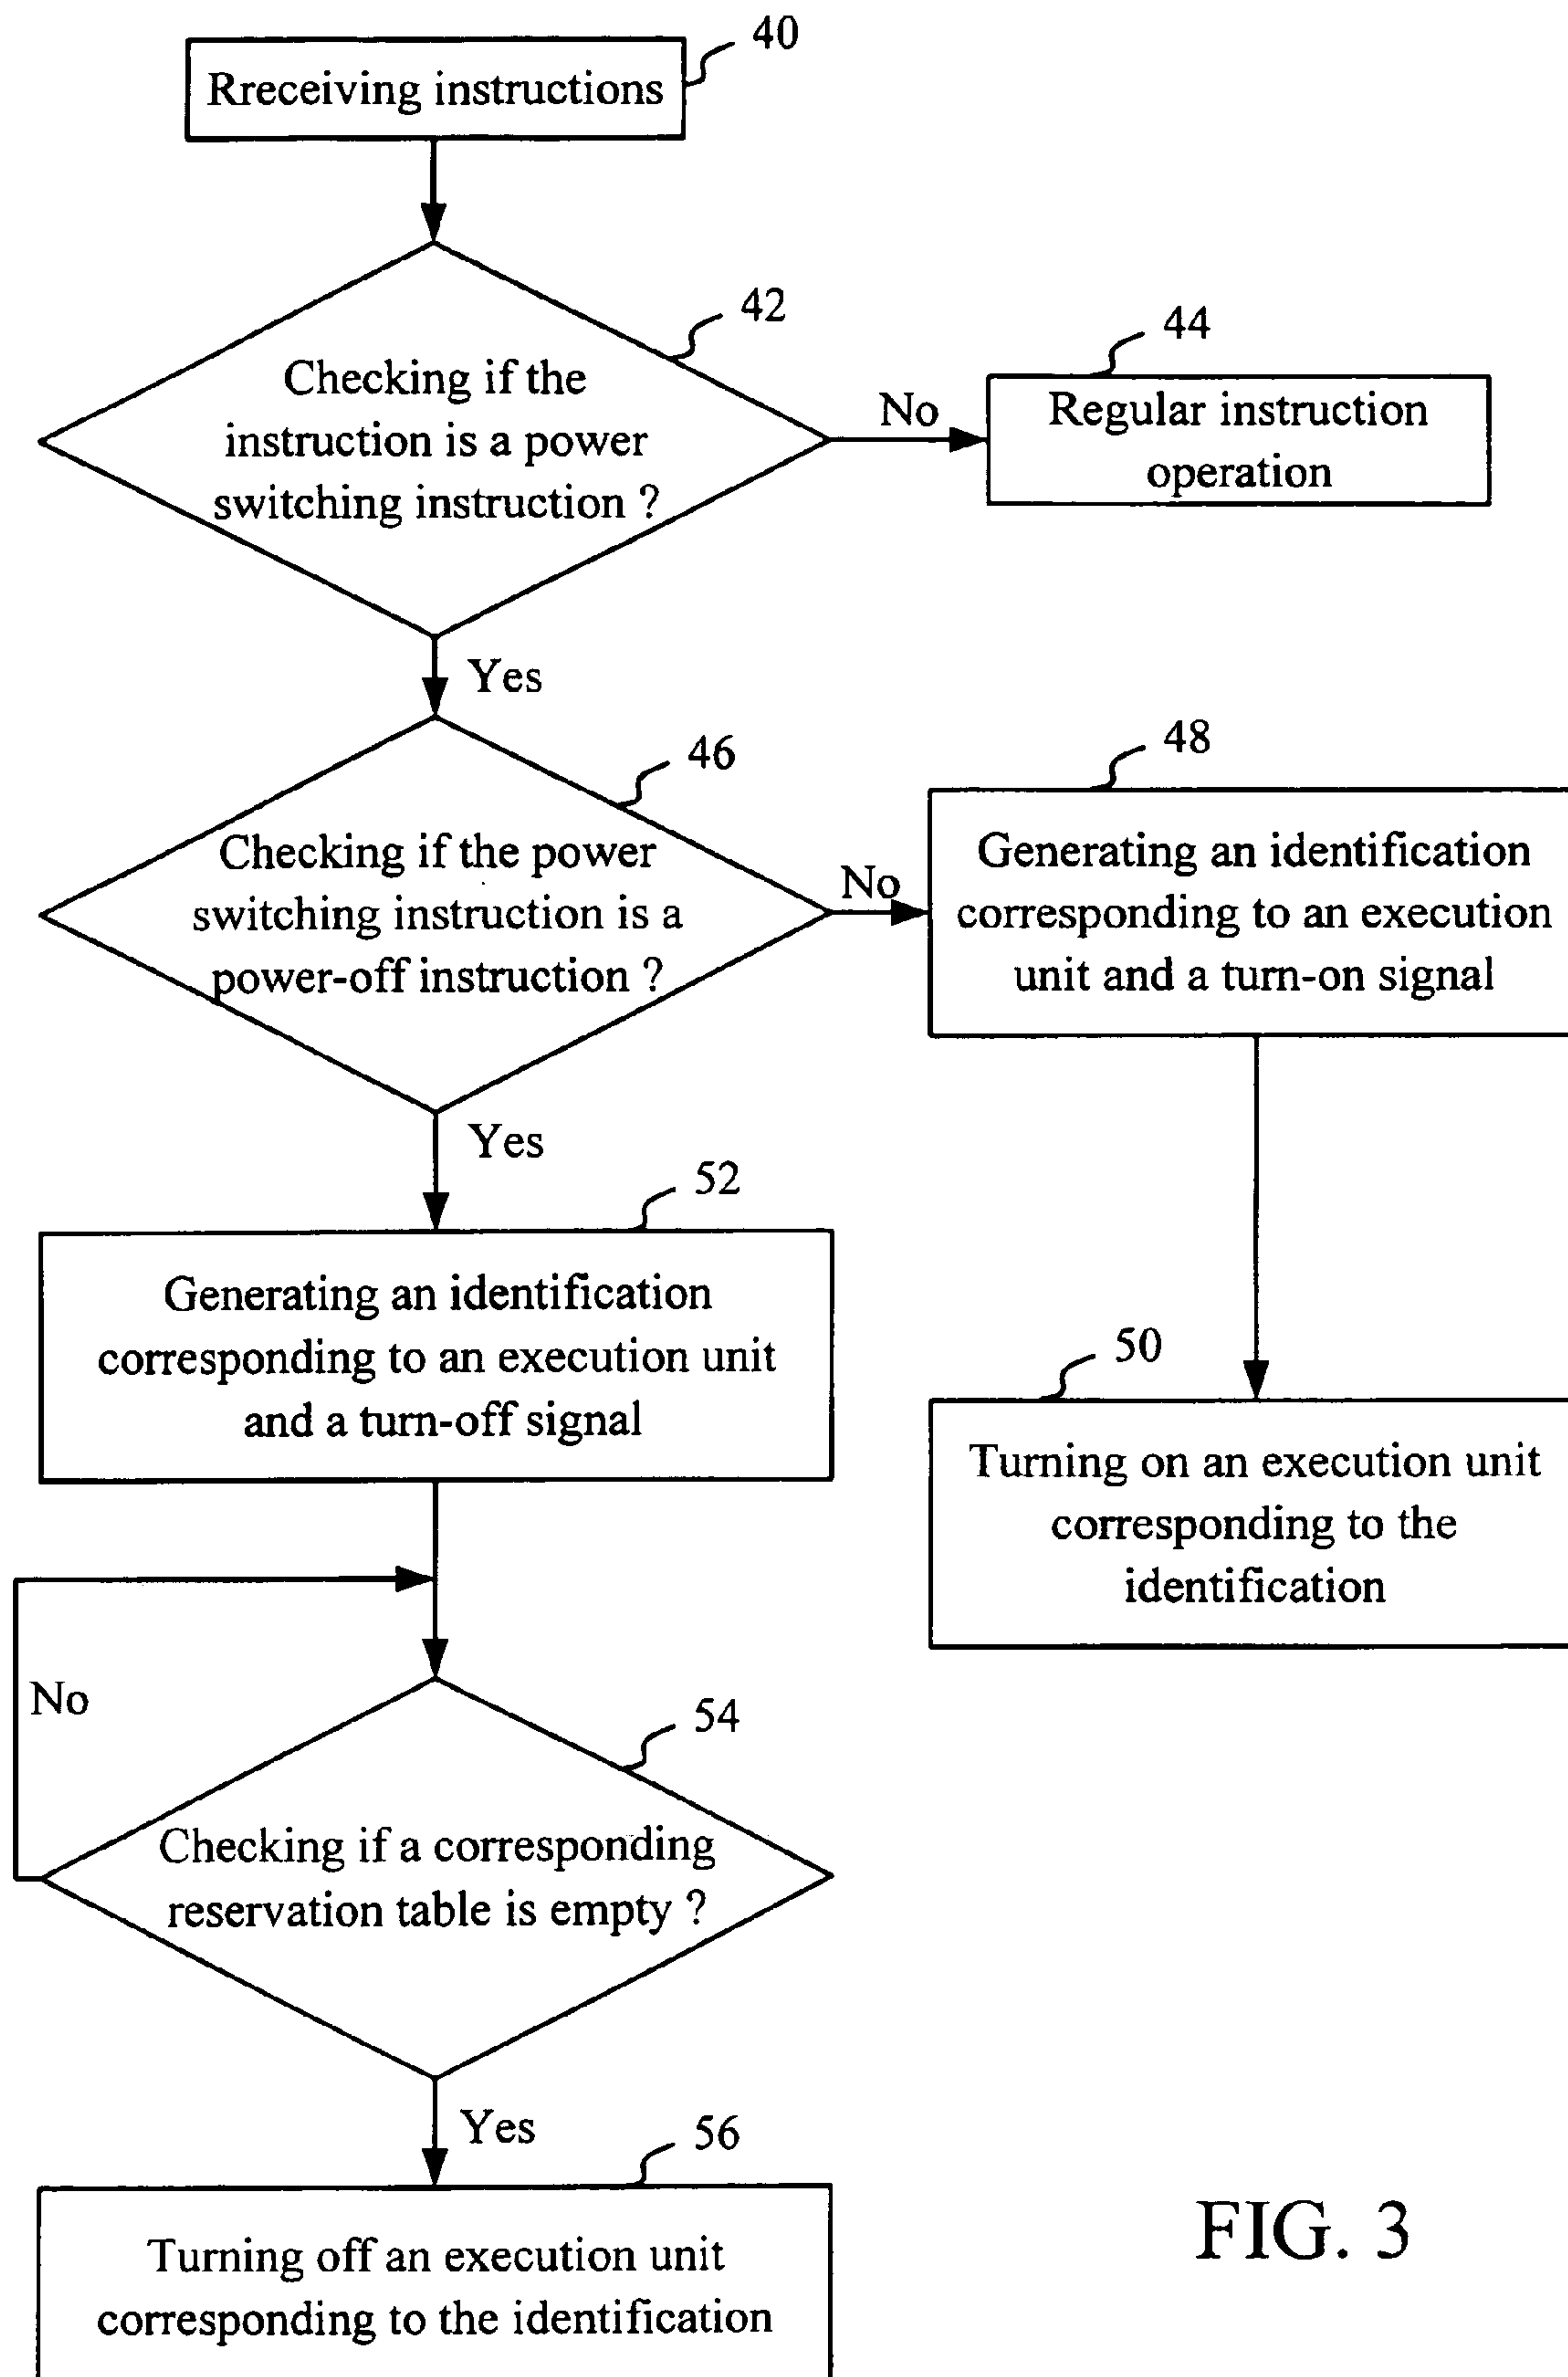 40
Rreceiving instructions
42
Checking if the
instruction is a power
switching instruction ?
No
44
Regular instruction
operation
Yes
46
Checking if the power
switching instruction is a
power-off instruction ?
No
48
Generating an identification
corresponding to an execution
unit and a turn-on signal
Yes
52
Generating an identification
corresponding to an execution unit
and a turn-off signal
50
Turning on an execution unit
corresponding to the
identification
No
54
Checking if a corresponding
reservation table is empty ?
Yes
56
Turning off an execution unit
corresponding to the identification
FIG. 3